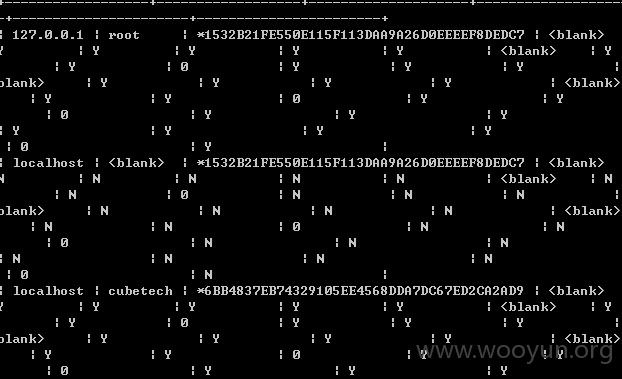 ¦ 127.0.0.1 ¦ root ¦ *1532B21FE550E115F113DAA9A26D0EEEEF8DEDC7 ¦ <blank>
¦ Y ¦ Y ¦ Y ¦ <blank> ¦ Y
¦ Y ¦ 0 ¦ Y ¦ Y
blank> ¦ Y ¦ Y ¦ Y ¦ <blank>
¦ Y ¦ 0 ¦ Y
¦ 0 ¦ Y ¦ Y
¦ Y ¦ Y ¦ Y
¦ 0 ¦ Y ¦
¦ localhost ¦ <blank> ¦ *1532B21FE550E115F113DAA9A26D0EEEEF8DEDC7 ¦ <blank>
N ¦ N ¦ N ¦ N ¦ <blank> ¦ N
¦ N ¦ 0 ¦ N ¦ N
blank> ¦ N ¦ N ¦ N ¦ <blank>
¦ N ¦ 0 ¦ N
¦ 0 ¦ N ¦ N
¦ N ¦ N ¦ N
¦ 0 ¦ N ¦
¦ localhost ¦ cubetech ¦ *6BB4837EB74329105EE4568DDA7DC67ED2CA2AD9 ¦ <blank>
Y ¦ Y ¦ Y ¦ Y ¦ <blank> ¦ Y
¦ Y ¦ 0 ¦ Y ¦ Y
blank> ¦ Y ¦ Y ¦ Y ¦ <blank>
¦ Y ¦ 0 ¦ Y
¦ 0 ¦ Y ¦ Y
www.wooyun.org